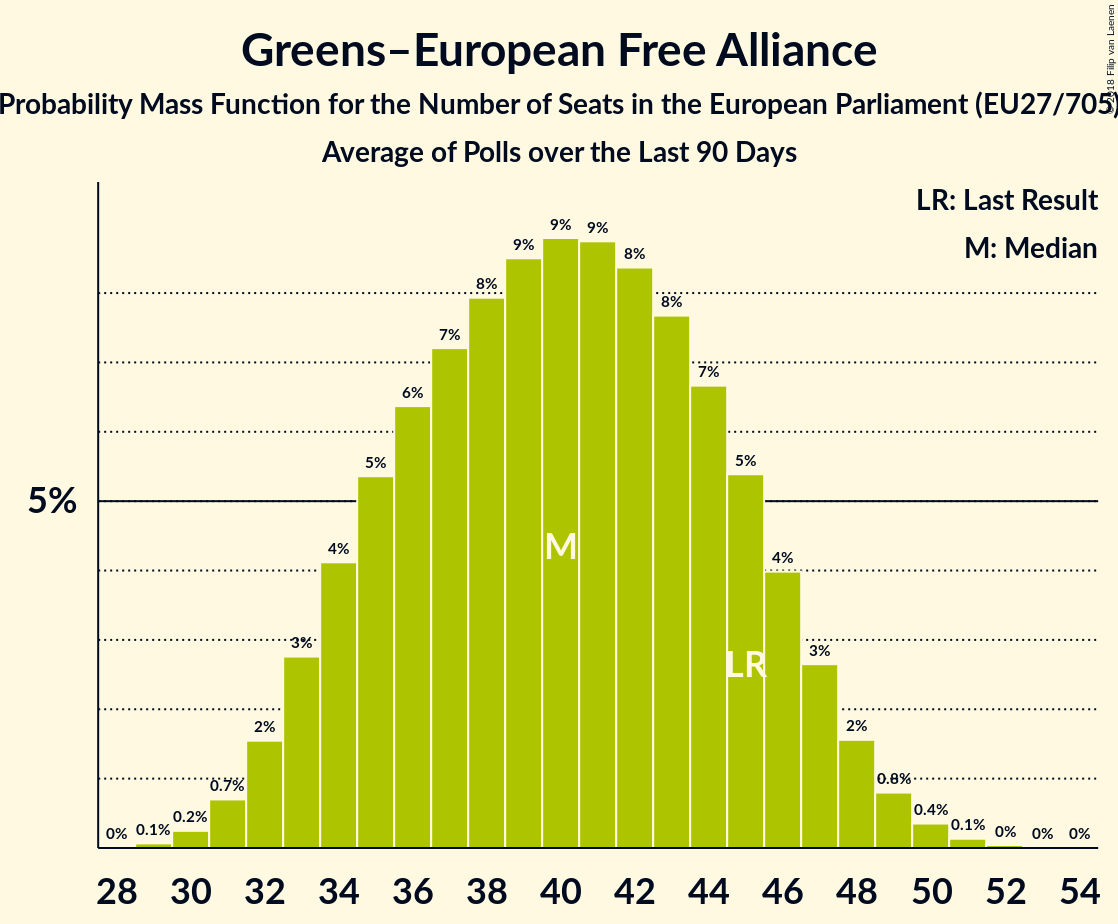 Greens–European Free Alliance
Probability Mass Function for the Number of Seats in the European Parliament (EU27/705)
Average of Polls over the Last 90 Days
© 2018 Filip van Laenen
LR: Last Result
M: Median
5%
0% 0.1% 0.2% 0.7% 2% 3% 4% 5% 6% 7% 8% 9% 9% 9% 8% 8% 7% 5% 4% 3% 2% 0.8% 0.4% 0.1% 0% 0% 0%
M
LR
28 30 32 34 36 38 40 42 44 46 48 50 52 54